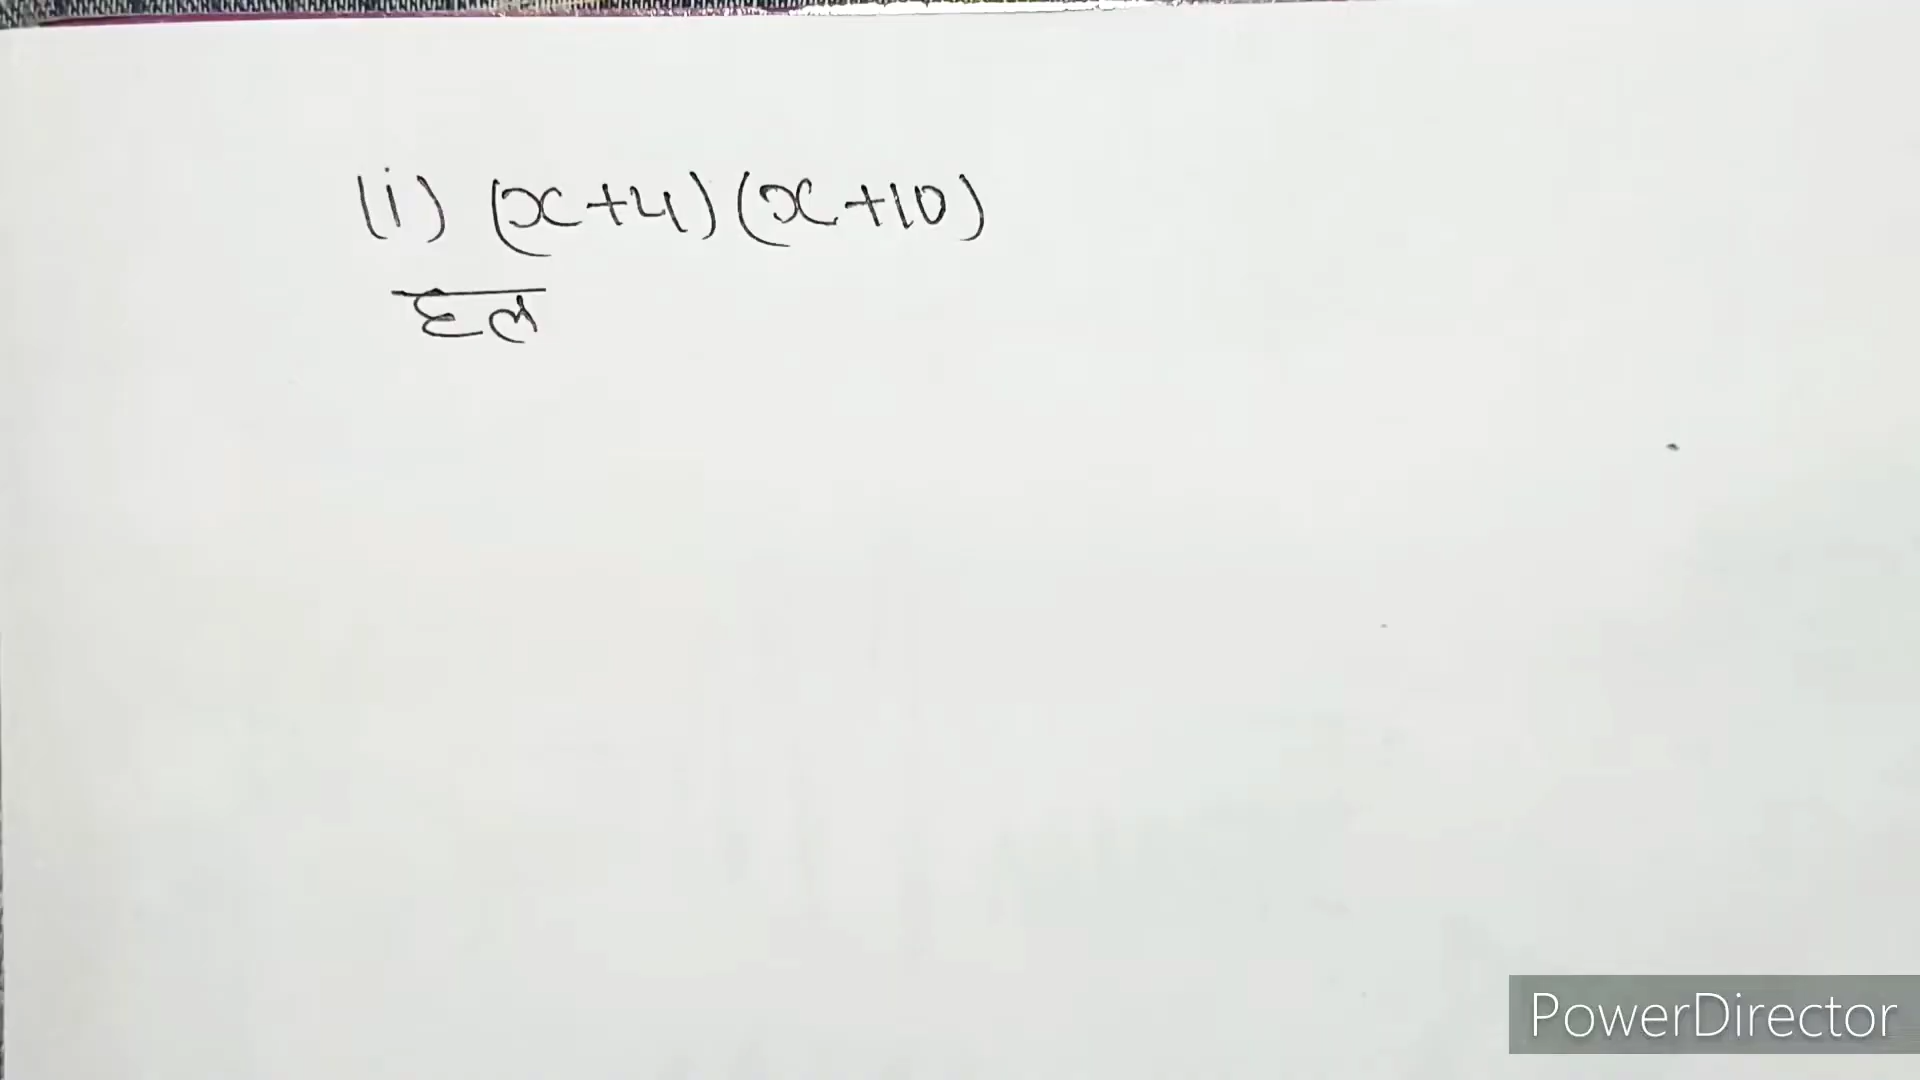 (i) (x+4)(x+10)
हल
PowerDirector